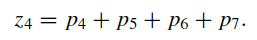 z4 = p4 + p5 + p6 + p7.